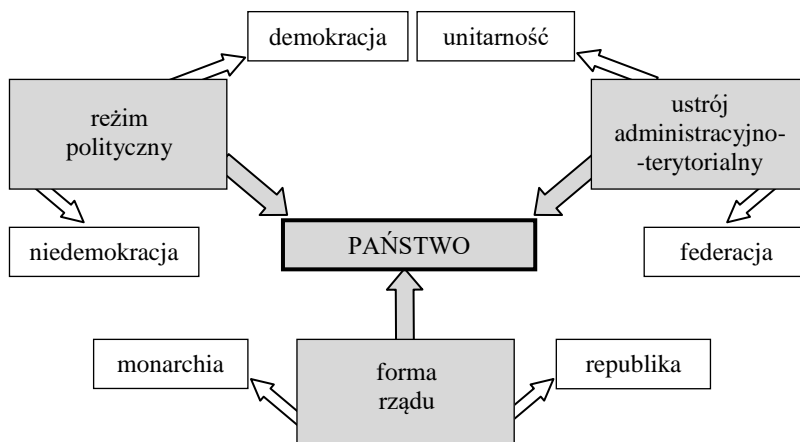 demokracja
unitarność
reżim
polityczny
ustrój
administracyjno-
-terytorialny
niedemokracja
PAŃSTWO
federacja
monarchia
forma
rządu
republika